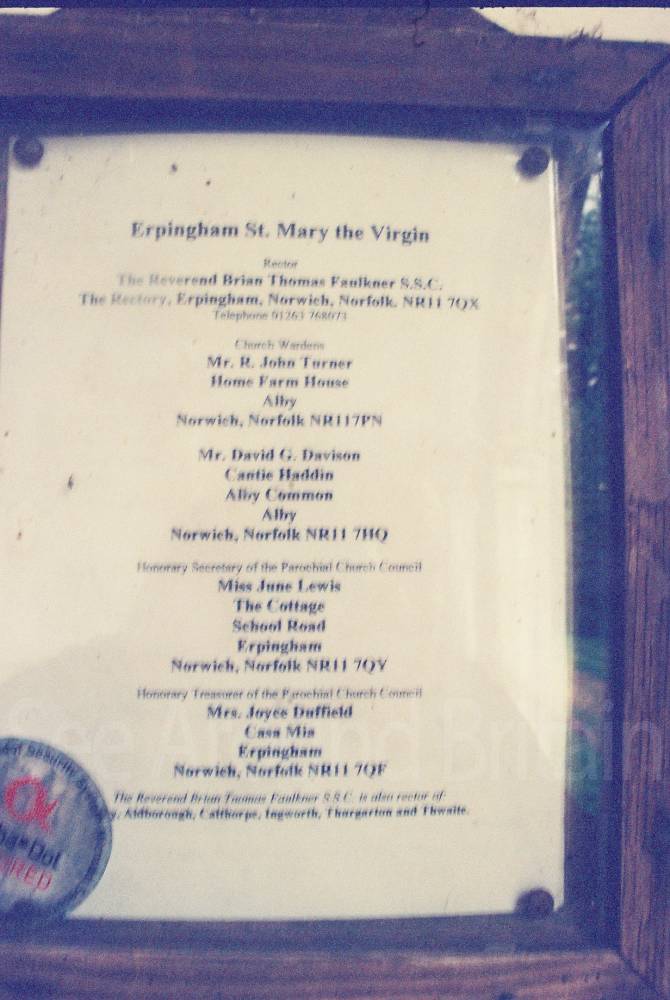 Erpingham St. Mary the Virgin
Rector
The Reverend Brian Thomas Faulkner S.S.C.
The Rectory, Erpingham, Norwich, Norfolk. NR11 7QX
Telephone 01263 768073
Church Wardens
Mr. R. John Turner
Home Farm House
Alby
Norwich, Norfolk NR117PN
Mr. David G. Davison
Cantie Haddin
Alby Common
Alby
Norwich, Norfolk NR11 7HQ
Honorary Secretary of the Parochial Church Council
Miss June Lewis
The Cottage
School Road
Erpingham
Norwich, Norfolk NR11 7QY
Honorary Treasurer of the Parochial Church Council
Mrs. Joyce Duffield
Casa Mia
Erpingham
Norwich, Norfolk NR11 7QF
The Reverend Brian Thomas Faulkner S.S.C. is also rector of:
Aldborough, Calthorpe, Ingworth, Thurgarton and Thwaite.
See Around Britain